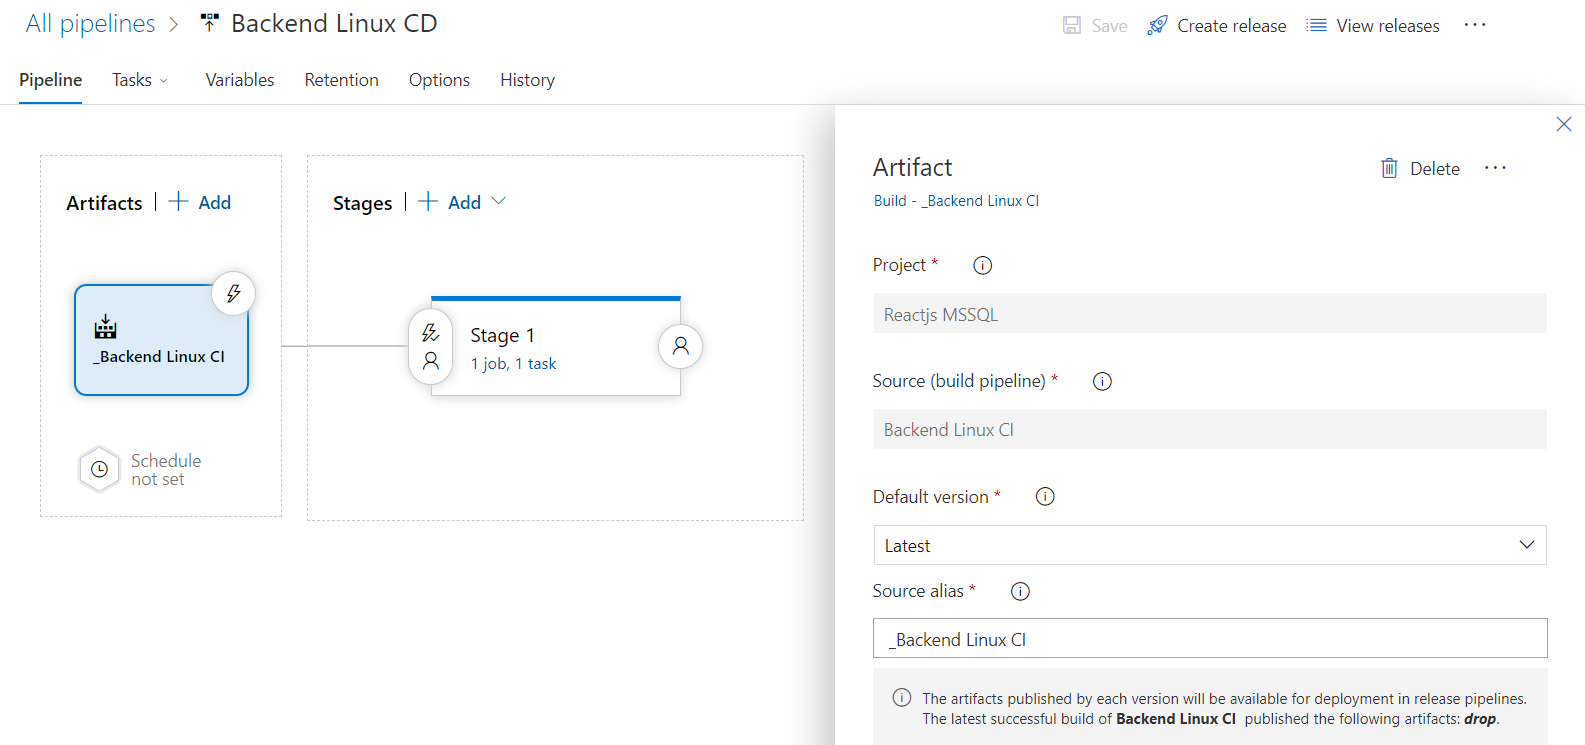 All pipelines > Backend Linux CD
Save Create release View releases ...
Pipeline Tasks Variables Retention Options History
Artifacts | + Add
Stages | + Add
_Backend Linux CI
Schedule
not set
Stage 1
1 job, 1 task
Artifact
Delete ...
Build - _Backend Linux CI
Project *
Reactjs MSSQL
Source (build pipeline) *
Backend Linux CI
Default version *
Latest
Source alias *
_Backend Linux CI
The artifacts published by each version will be available for deployment in release pipelines.
The latest successful build of Backend Linux CI published the following artifacts: drop.